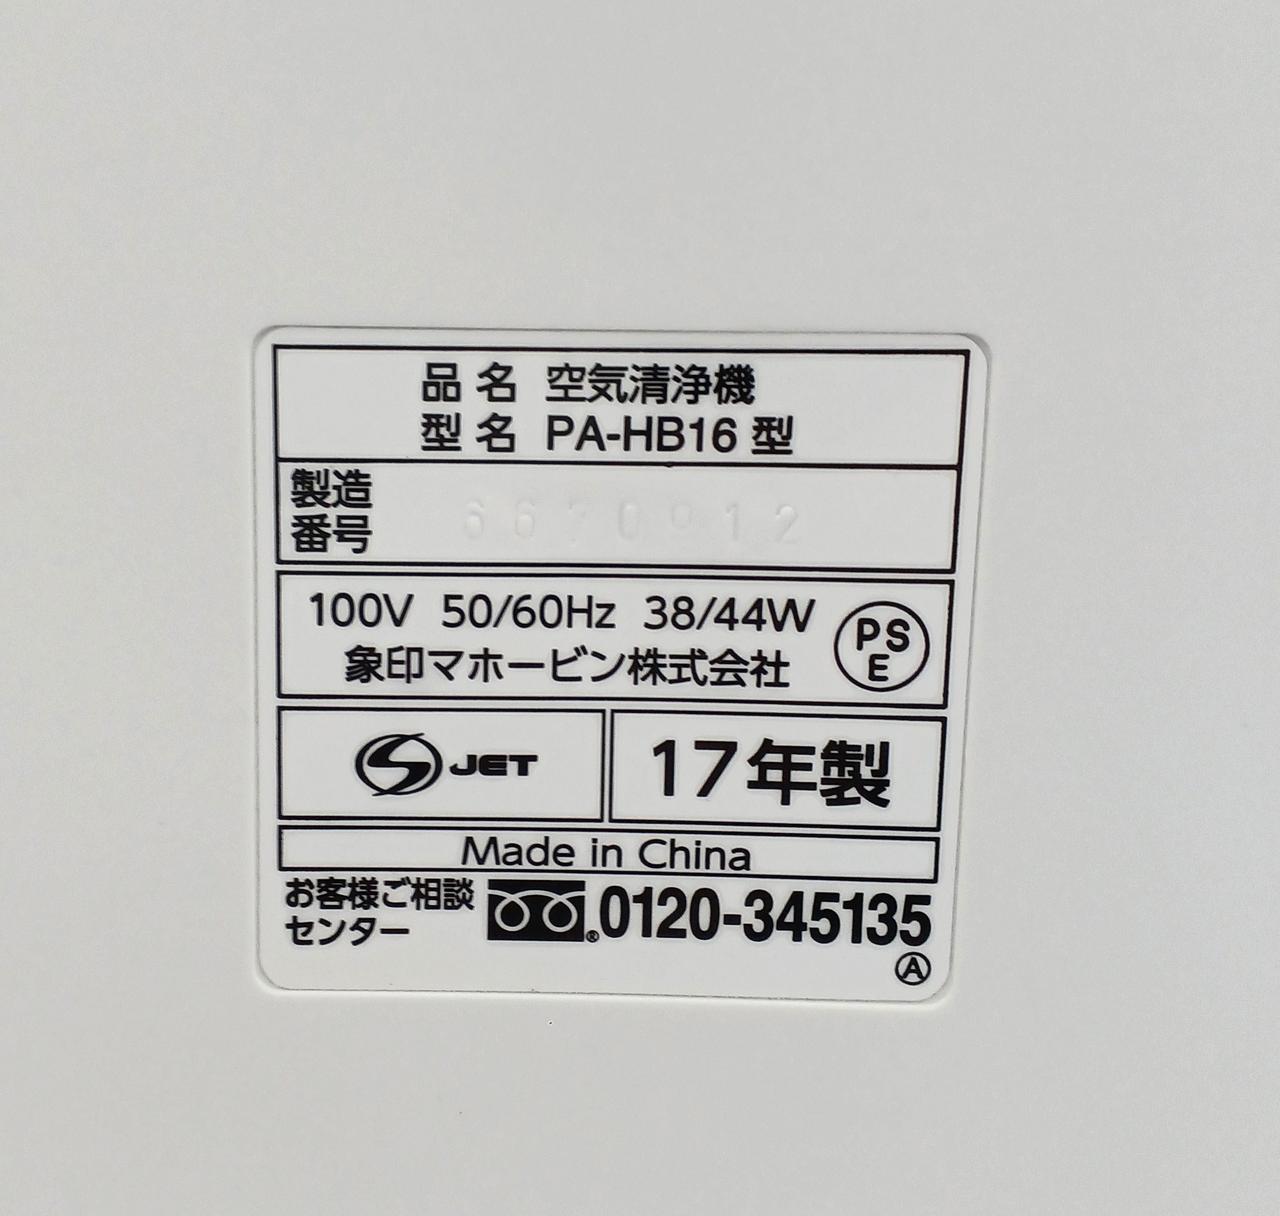 品名 空気清浄機
型名 PA-HB16 型
製造
番号
100V 50/60Hz 38/44W
象印マホービン株式会社
PS
E
S JET
17年製
Made in China
お客様ご相談
センター
0120-345135
®
A